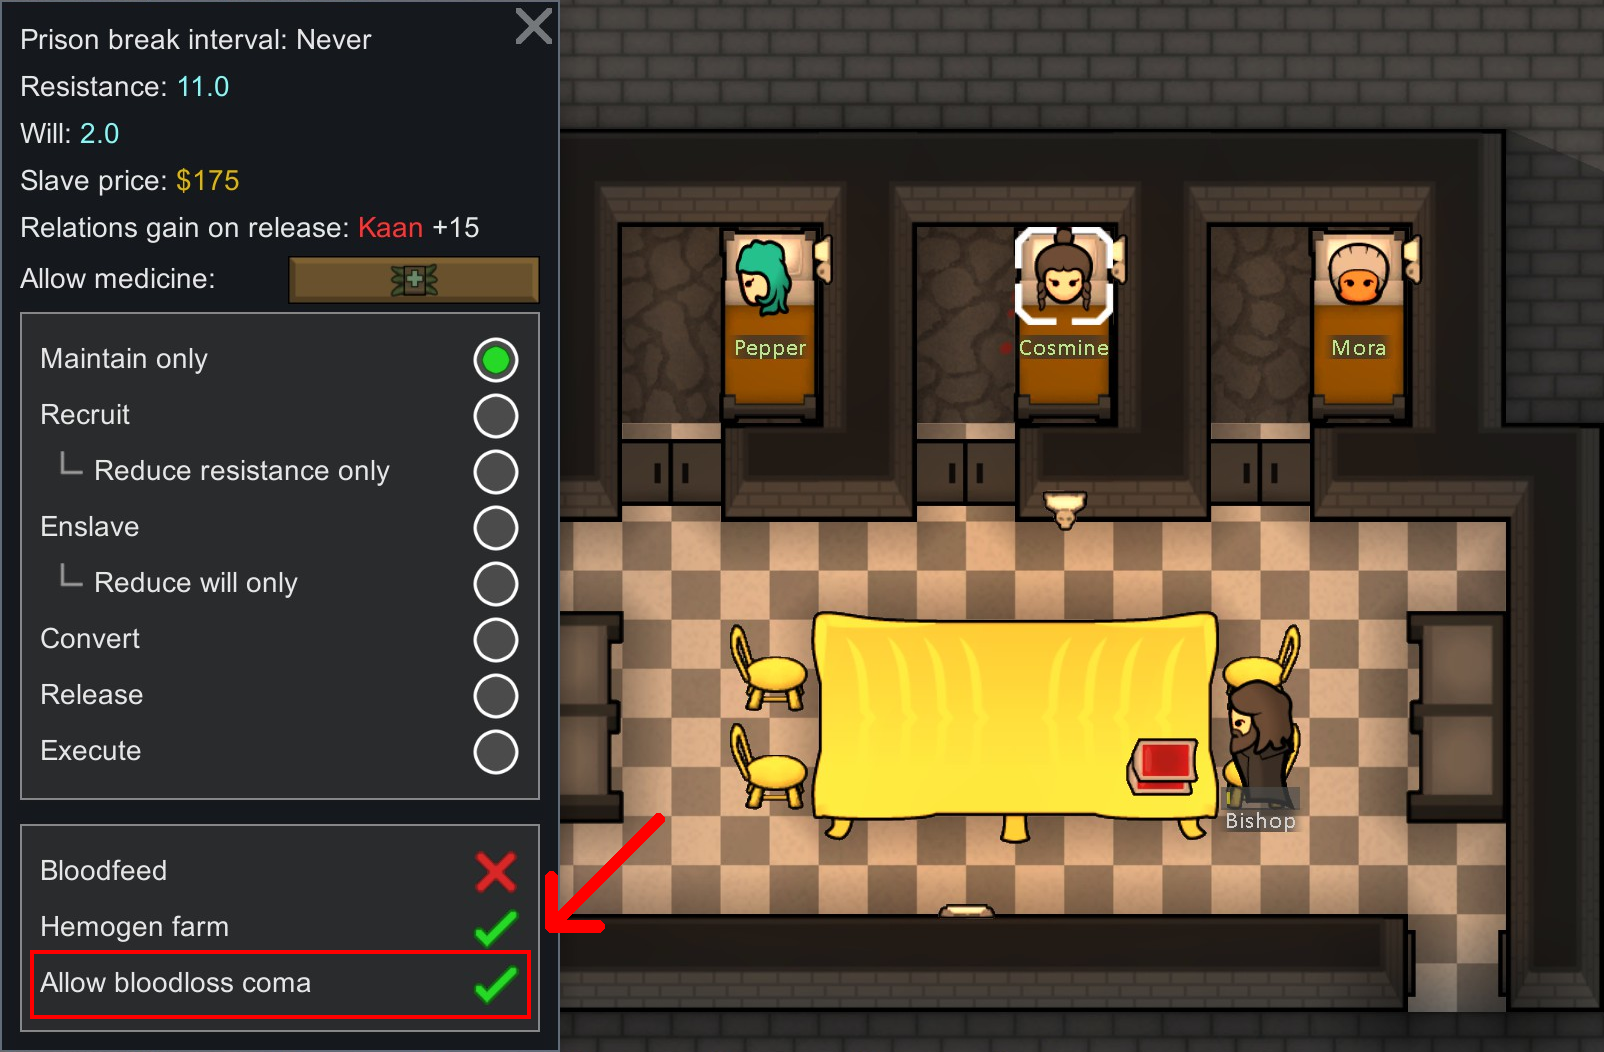 Prison break interval: Never
Resistance: 11.0
Will: 2.0
Slave price: $175
Relations gain on release: Kaan +15
Allow medicine:
Maintain only
Recruit
Reduce resistance only
Enslave
Reduce will only
Convert
Release
Execute
Bloodfeed
Hemogen farm
Allow bloodloss coma
Pepper
Cosmine
Mora
Bishop